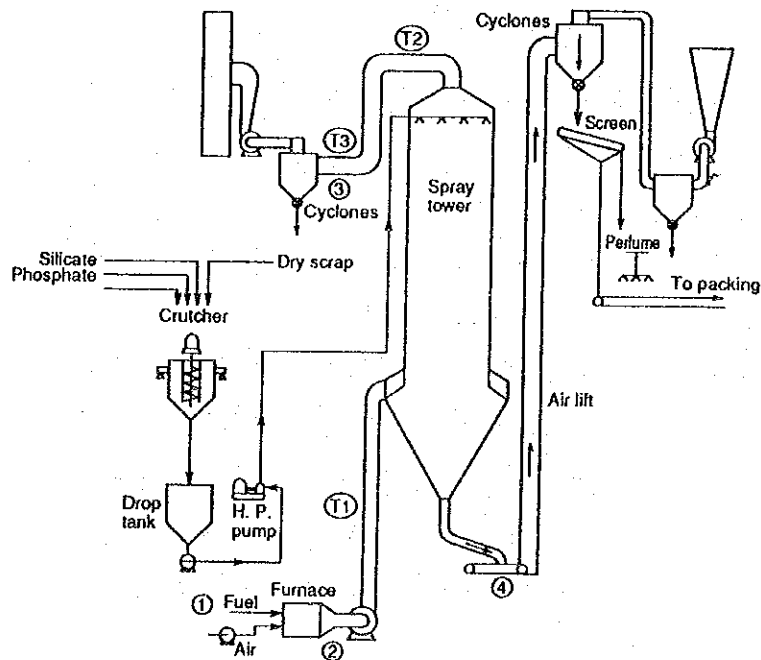 Cyclones
T2
T3
Screen
3
Cyclones
Spray
tower
Perfume
Silicate
Phosphate
Dry scrap
To packing
Crutcher
Air lift
Drop
tank
H. P.
pump
T1
4
Furnace
1
Fuel
Air
2